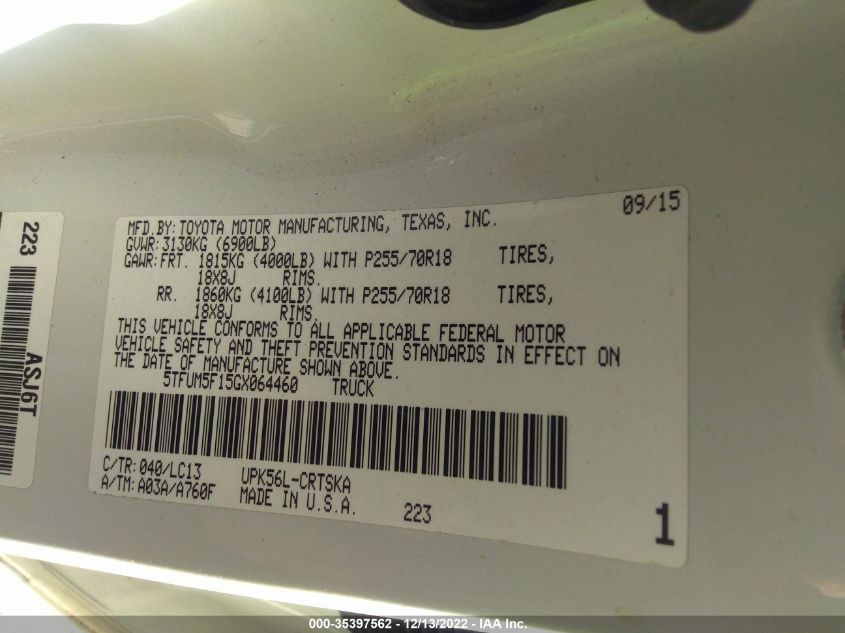 223
ASJ6T
09/15
MFD.BY:TOYOTA MOTOR MANUFACTURING, TEXAS, INC.
GVWR:3130KG (6900LB)
GAWR:FRT. 1815KG (4000LB) WITH P255/70R18 TIRES,
18X8J RIMS.
RR. 1860KG (4100LB) WITH P255/70R18 TIRES,
18X8J RIMS.
THIS VEHICLE CONFORMS TO ALL APPLICABLE FEDERAL MOTOR
VEHICLE SAFETY AND THEFT PREVENTION STANDARDS IN EFFECT ON
THE DATE OF MANUFACTURE SHOWN ABOVE.
5TFUM5F15GX064460 TRUCK
C/TR:040/LC13 UPK56L-CRTSKA
A/TM:A03A/A760F MADE IN U.S.A. 223
1
000-35397562 - 12/13/2022 - IAA Inc.